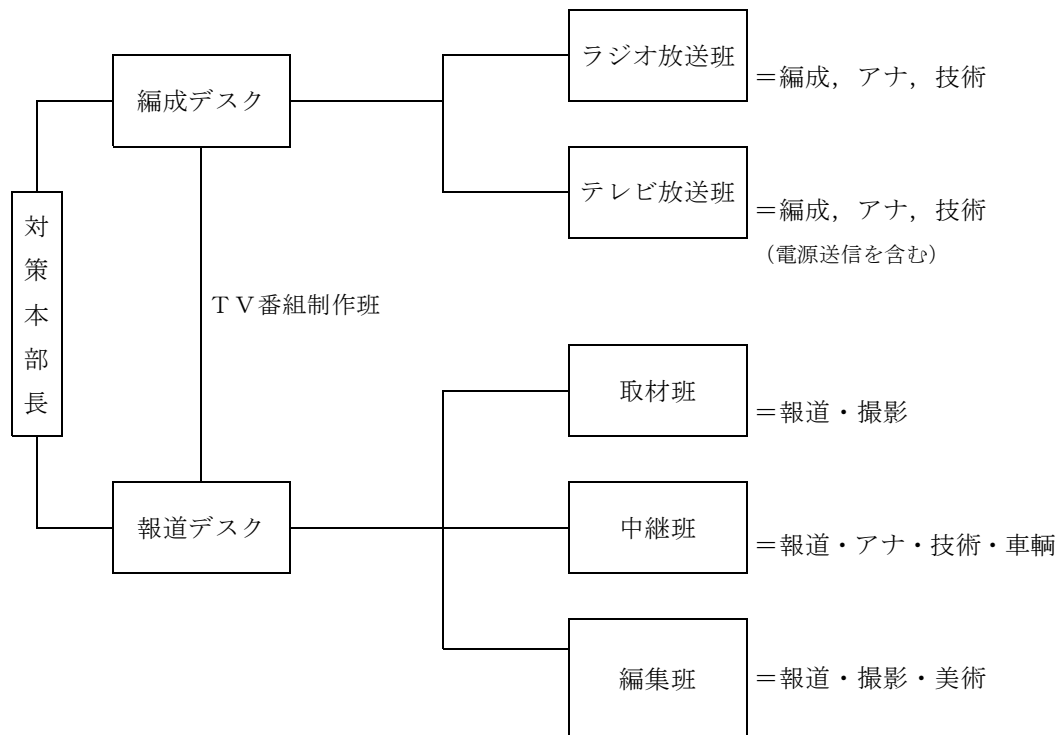 ラジオ放送班
＝編成，アナ，技術
編成デスク
テレビ放送班
＝編成，アナ，技術
（電源送信を含む）
対策本部長
ＴＶ番組制作班
取材班
＝報道・撮影
報道デスク
中継班
＝報道・アナ・技術・車輌
編集班
＝報道・撮影・美術